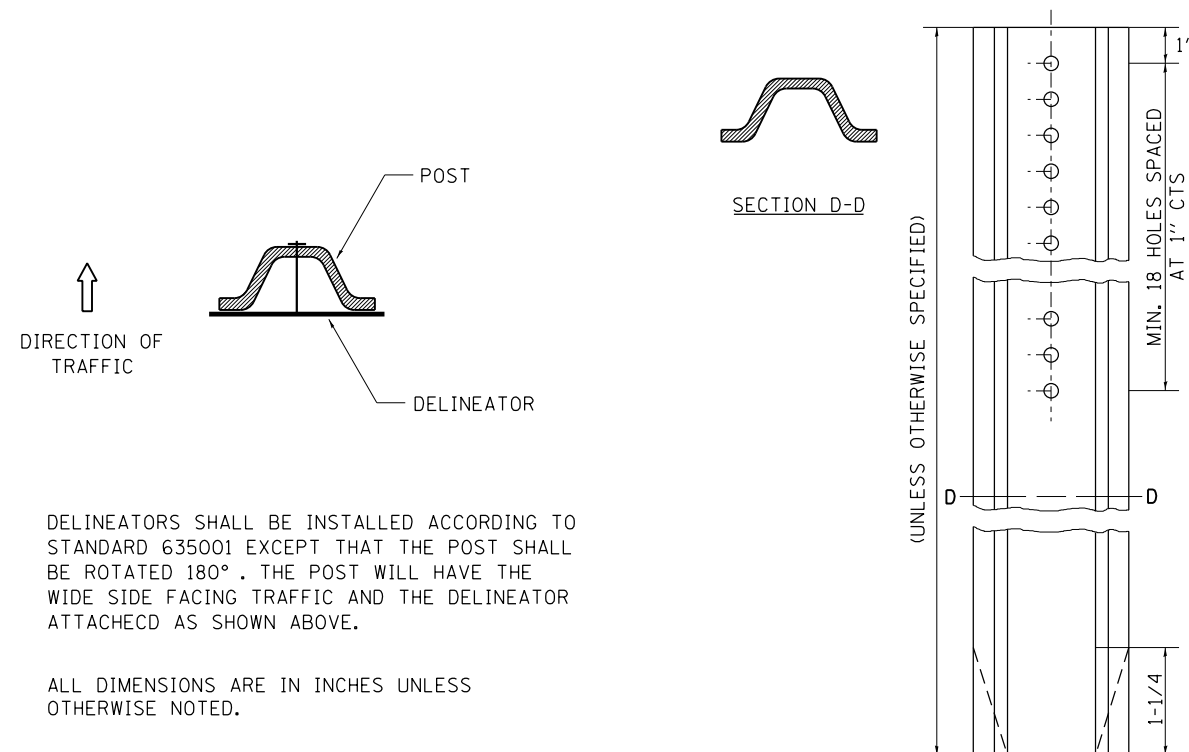 POST
DIRECTION OF
TRAFFIC
DELINEATOR
DELINEATORS SHALL BE INSTALLED ACCORDING TO
STANDARD 635001 EXCEPT THAT THE POST SHALL
BE ROTATED 180° . THE POST WILL HAVE THE
WIDE SIDE FACING TRAFFIC AND THE DELINEATOR
ATTACHECD AS SHOWN ABOVE.
ALL DIMENSIONS ARE IN INCHES UNLESS
OTHERWISE NOTED.
SECTION D-D
(UNLESS OTHERWISE SPECIFIED)
1"
MIN. 18 HOLES SPACED
AT 1" CTS
D
D
1-1/4